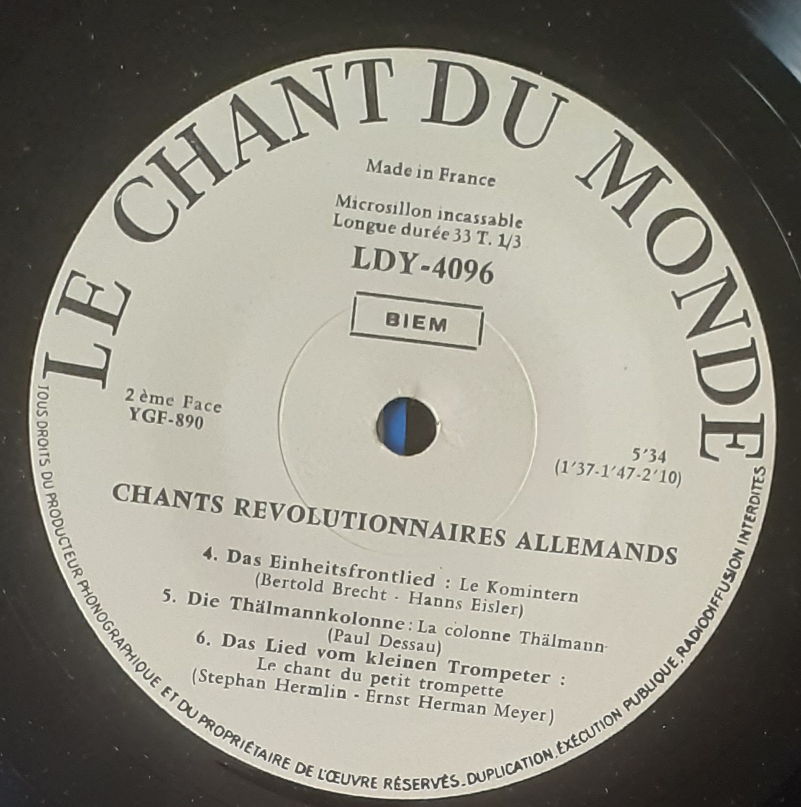 LE CHANT DU MONDE
Made in France
Microsillon incassable
Longue durée 33 T. 1/3
LDY-4096
BIEM
2 ème Face
YGF-890
5'34
(1'37-1'47-2'10)
CHANTS REVOLUTIONNAIRES ALLEMANDS
4. Das Einheitsfrontlied : Le Komintern
(Bertold Brecht - Hanns Eisler)
5. Die Thälmannkolonne : La colonne Thälmann
(Paul Dessau)
6. Das Lied vom kleinen Trompeter :
Le chant du petit trompette
(Stephan Hermlin - Ernst Herman Meyer)
TOUS DROITS DU PRODUCTEUR PHONOGRAPHIQUE ET DU PROPRIÉTAIRE DE L'ŒUVRE RÉSERVÉS. DUPLICATION. ÉXÉCUTION PUBLIQUE. RADIODIFFUSION INTERDITES